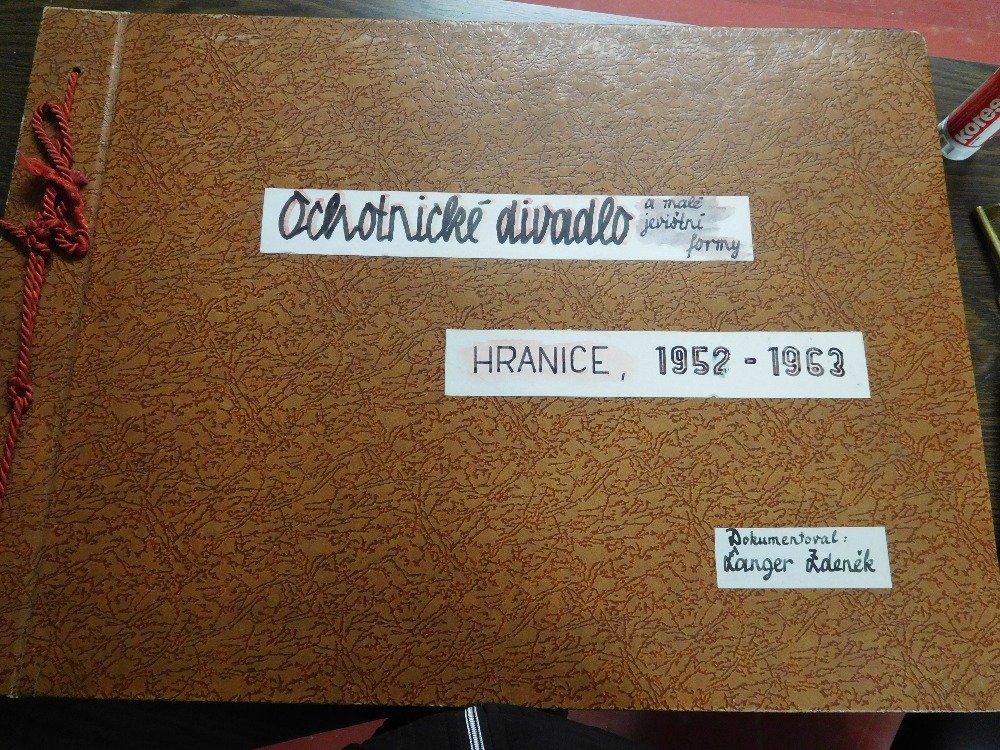 Ochotnické divadlo
a malé
jevištní
formy
HRANICE, 1952 - 1963
Dokumentoval:
Langer Zdeněk
Kores